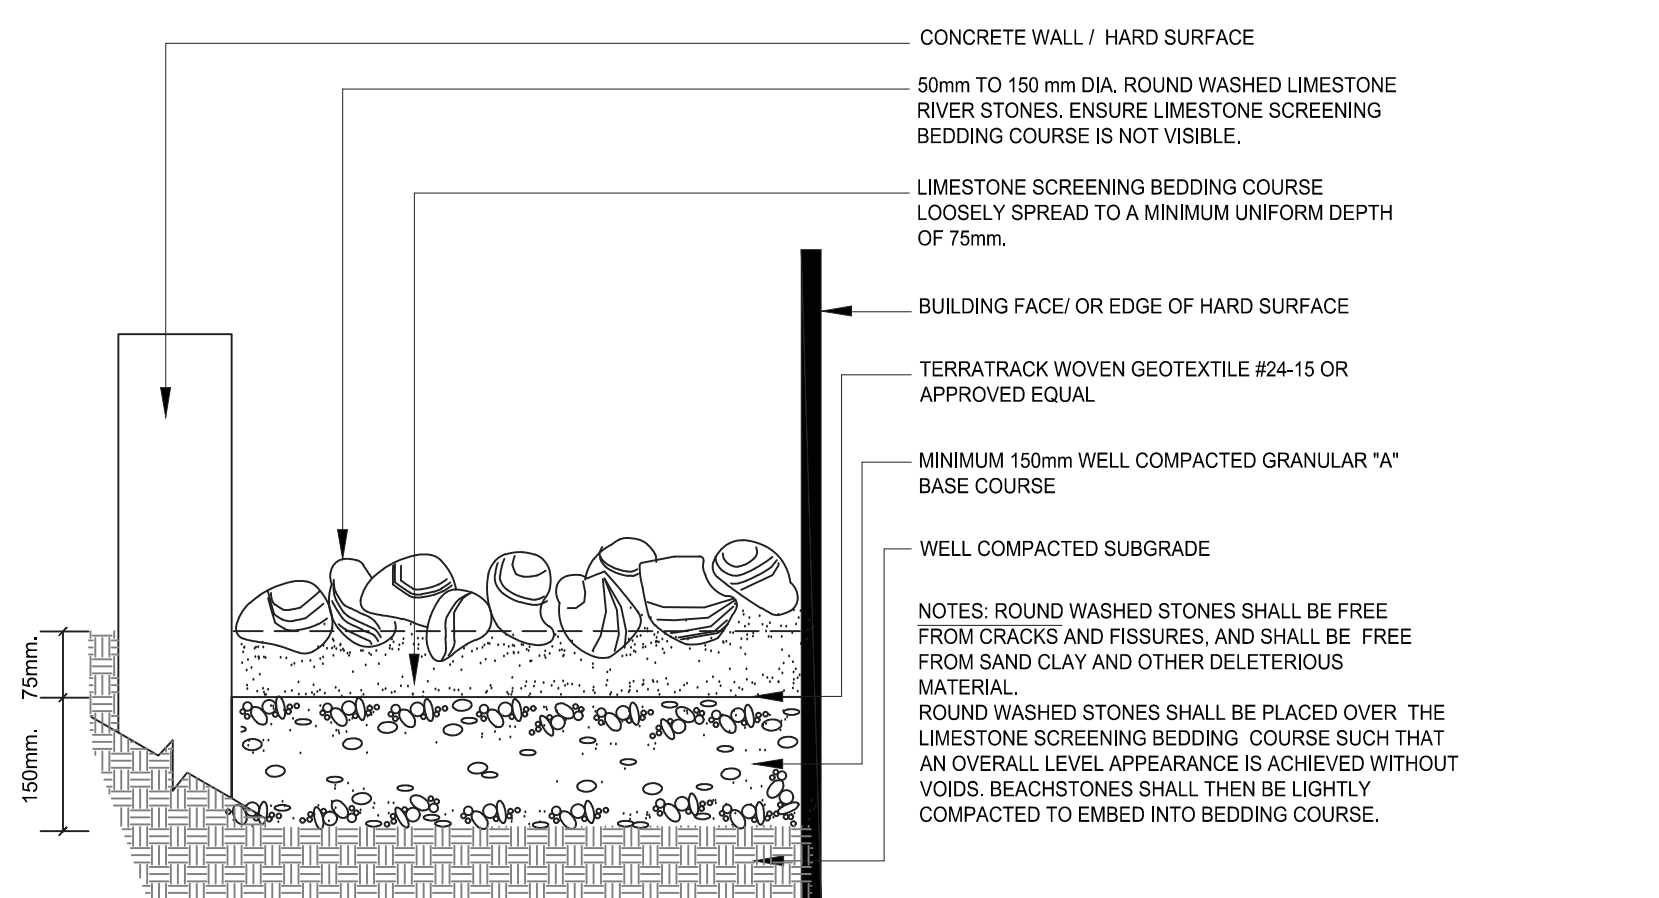 CONCRETE WALL / HARD SURFACE
50mm TO 150 mm DIA. ROUND WASHED LIMESTONE
RIVER STONES. ENSURE LIMESTONE SCREENING
BEDDING COURSE IS NOT VISIBLE.
LIMESTONE SCREENING BEDDING COURSE
LOOSELY SPREAD TO A MINIMUM UNIFORM DEPTH
OF 75mm.
BUILDING FACE/ OR EDGE OF HARD SURFACE
TERRATRACK WOVEN GEOTEXTILE #24-15 OR
APPROVED EQUAL
MINIMUM 150mm WELL COMPACTED GRANULAR "A"
BASE COURSE
WELL COMPACTED SUBGRADE
NOTES: ROUND WASHED STONES SHALL BE FREE
FROM CRACKS AND FISSURES, AND SHALL BE FREE
FROM SAND CLAY AND OTHER DELETERIOUS
MATERIAL.
ROUND WASHED STONES SHALL BE PLACED OVER THE
LIMESTONE SCREENING BEDDING COURSE SUCH THAT
AN OVERALL LEVEL APPEARANCE IS ACHIEVED WITHOUT
VOIDS. BEACHSTONES SHALL THEN BE LIGHTLY
COMPACTED TO EMBED INTO BEDDING COURSE.
75mm.
150mm.